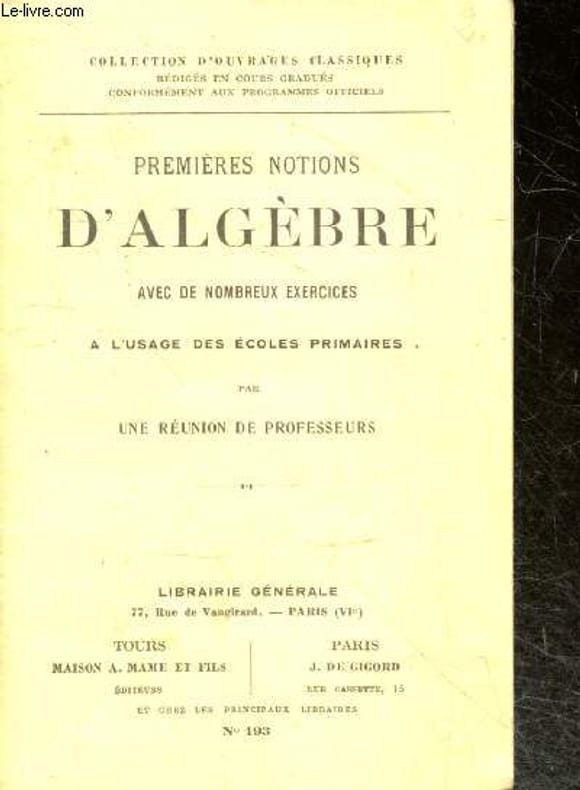 Le-livre.com
COLLECTION D'OUVRAGES CLASSIQUES
RÉDIGÉS EN COURS GRADUÉS
CONFORMÉMENT AUX PROGRAMMES OFFICIELS
PREMIÈRES NOTIONS
D'ALGÈBRE
AVEC DE NOMBREUX EXERCICES
A L'USAGE DES ÉCOLES PRIMAIRES.
PAR
UNE RÉUNION DE PROFESSEURS
LIBRAIRIE GÉNÉRALE
77, Rue de Vaugirard. — PARIS (VIe)
TOURS
MAISON A. MAME ET FILS
ÉDITEURS
PARIS
J. DE GIGORD
RUE CASSETTE, 15
ET CHEZ LES PRINCIPAUX LIBRAIRES
No 193